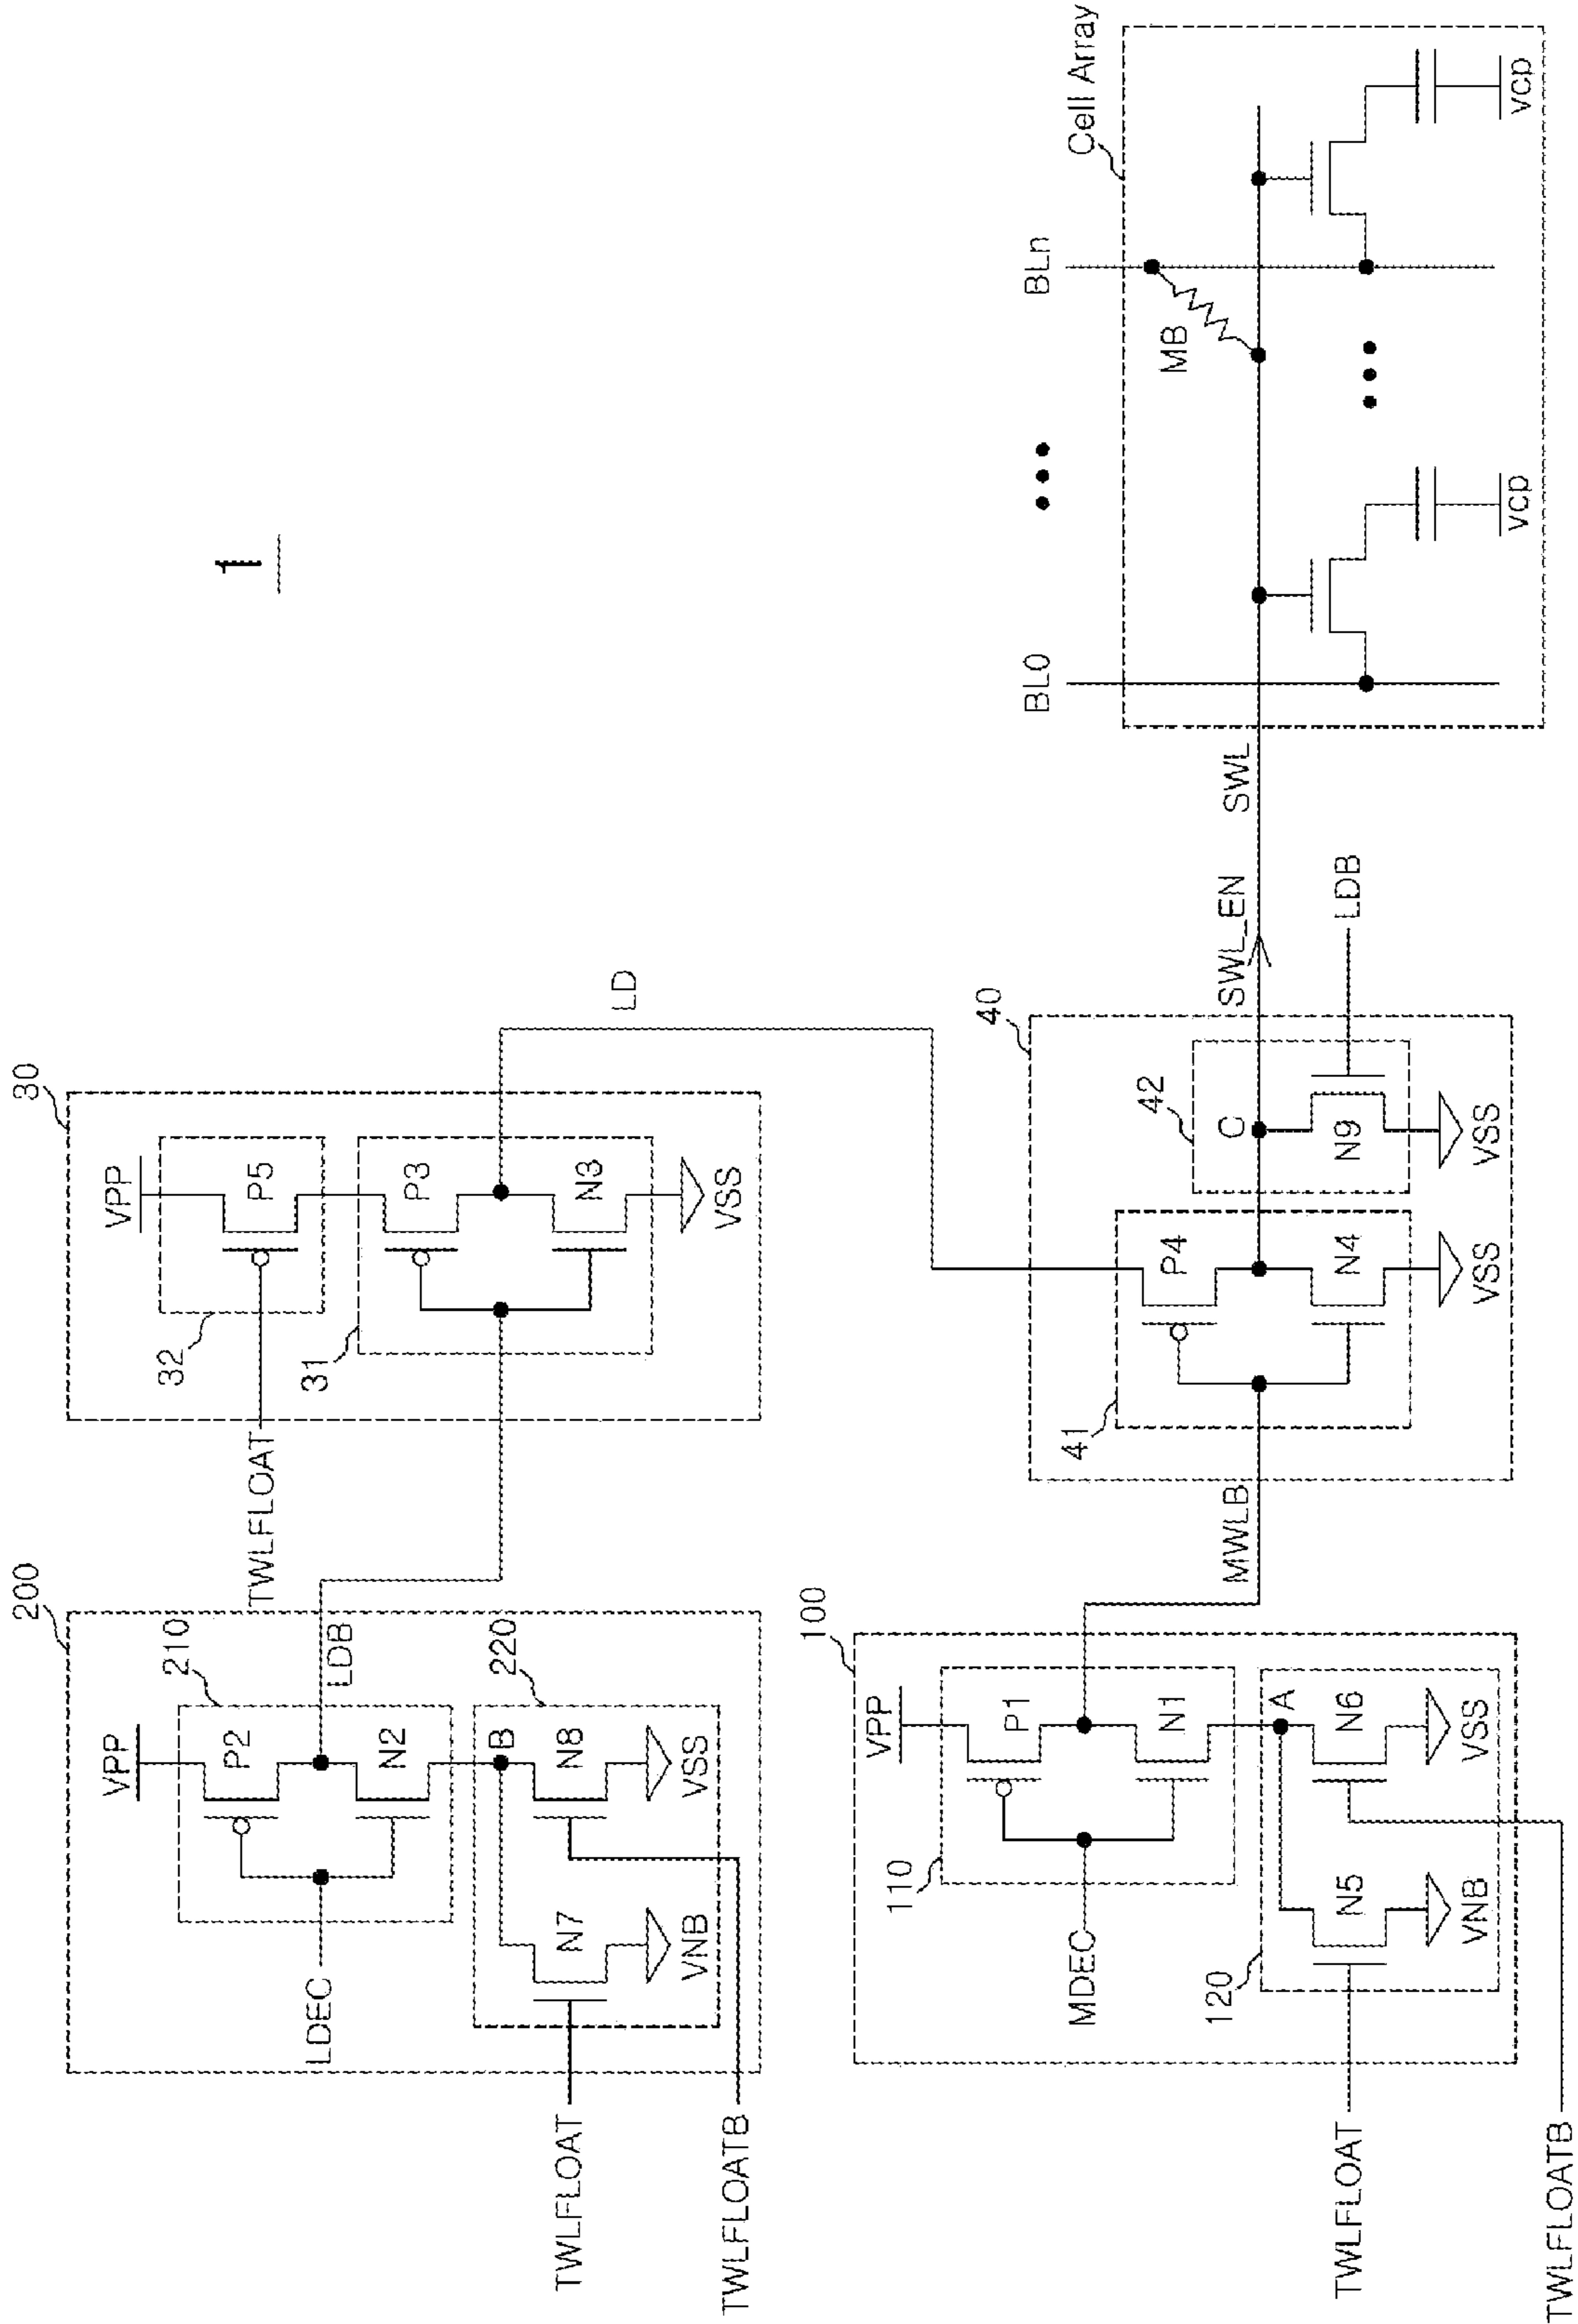 1
200
VPP
210
P2
LDB
LDEC
N2
220
B
N7
N8
VNB
VSS
TWLFLOAT
TWLFLOATB
30
VPP
32
P5
TWLFLOAT
31
P3
N3
VSS
LD
100
VPP
110
P1
MDEC
N1
120
A
N5
N6
VNB
VSS
TWLFLOAT
TWLFLOATB
MWLB
40
41
P4
N4
VSS
42
C
N9
VSS
LDB
SWL_EN
SWL
Cell Array
BL0
BLn
MB
vcp
vcp